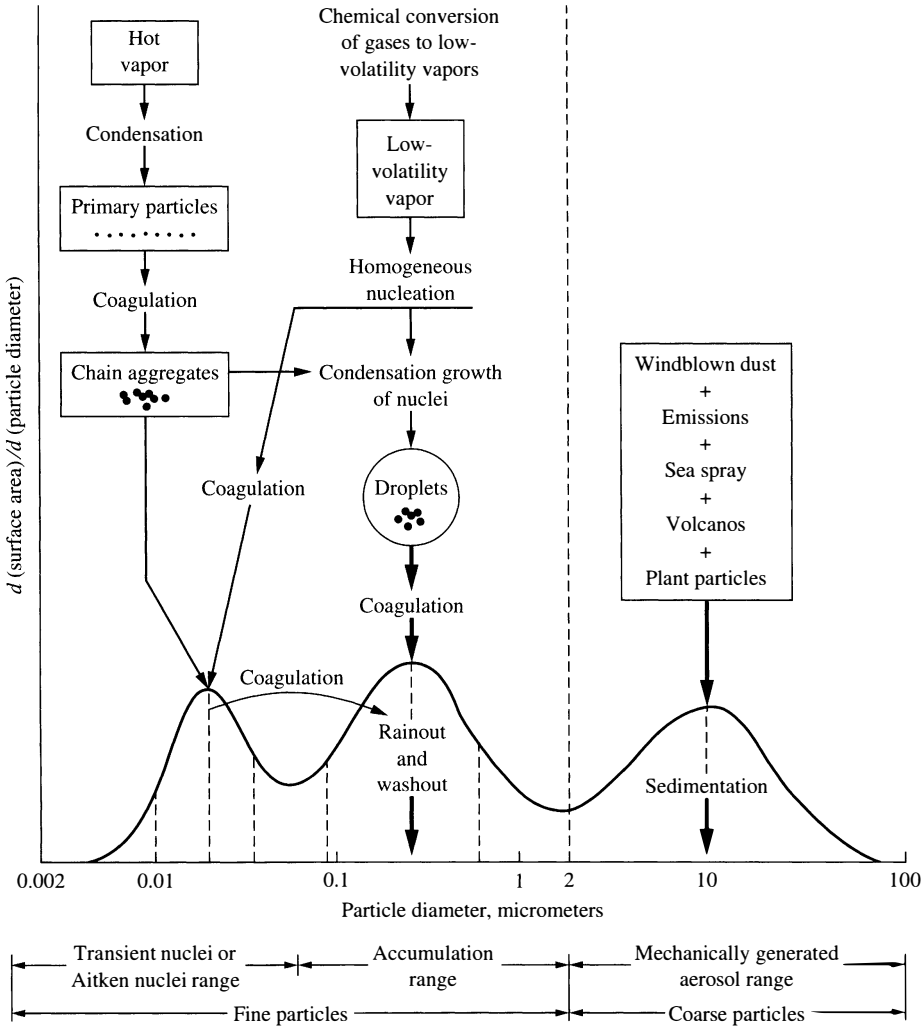 Hot
vapor
Condensation
Primary particles
Coagulation
Chain aggregates
Chemical conversion
of gases to low-
volatility vapors
Low-
volatility
vapor
Homogeneous
nucleation
Condensation growth
of nuclei
Coagulation
Droplets
Coagulation
Coagulation
Rainout
and
washout
Windblown dust
+
Emissions
+
Sea spray
+
Volcanos
+
Plant particles
Sedimentation
d (surface area)/d (particle diameter)
0.002 0.01 0.1 1 2 10 100
Particle diameter, micrometers
Transient nuclei or
Aitken nuclei range
Accumulation
range
Mechanically generated
aerosol range
Fine particles
Coarse particles